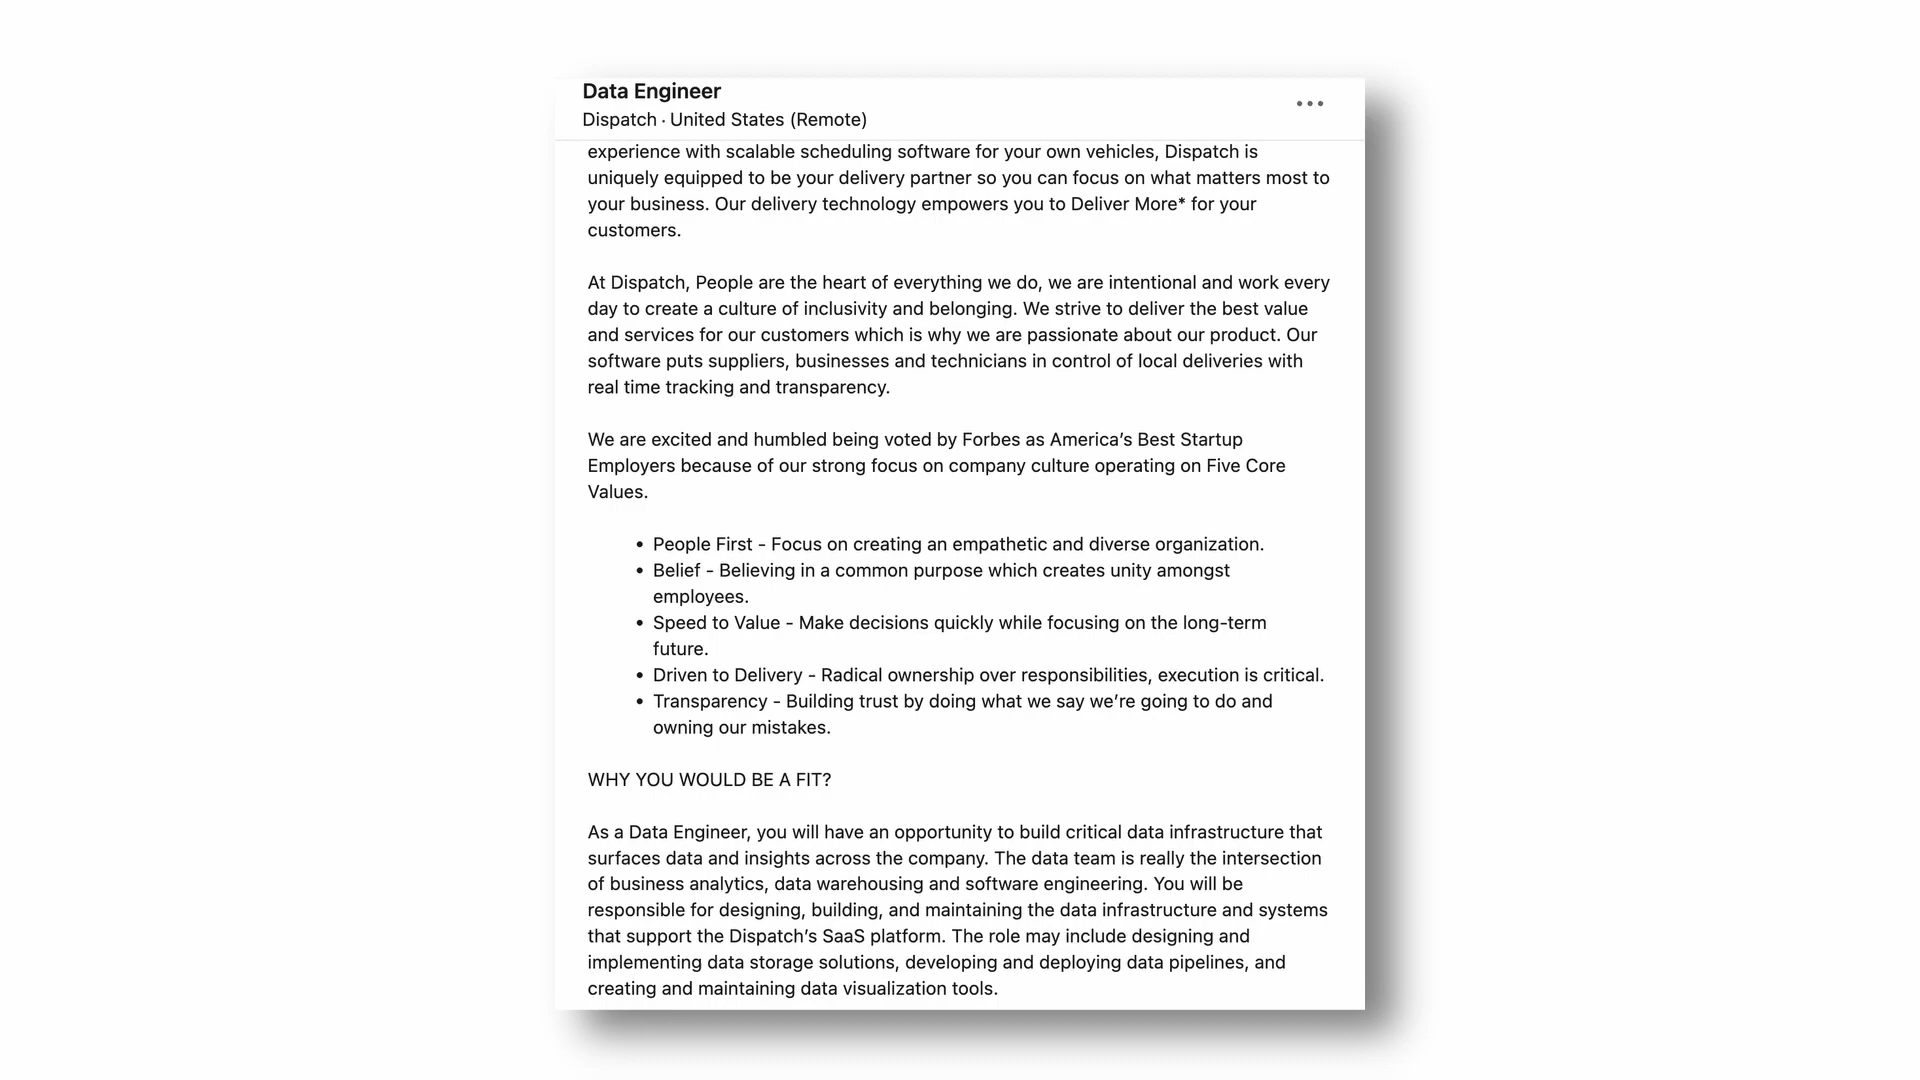 Data Engineer
Dispatch · United States (Remote)
experience with scalable scheduling software for your own vehicles, Dispatch is
uniquely equipped to be your delivery partner so you can focus on what matters most to
your business. Our delivery technology empowers you to Deliver More* for your
customers.
At Dispatch, People are the heart of everything we do, we are intentional and work every
day to create a culture of inclusivity and belonging. We strive to deliver the best value
and services for our customers which is why we are passionate about our product. Our
software puts suppliers, businesses and technicians in control of local deliveries with
real time tracking and transparency.
We are excited and humbled being voted by Forbes as America’s Best Startup
Employers because of our strong focus on company culture operating on Five Core
Values.
• People First - Focus on creating an empathetic and diverse organization.
• Belief - Believing in a common purpose which creates unity amongst
employees.
• Speed to Value - Make decisions quickly while focusing on the long-term
future.
• Driven to Delivery - Radical ownership over responsibilities, execution is critical.
• Transparency - Building trust by doing what we say we’re going to do and
owning our mistakes.
WHY YOU WOULD BE A FIT?
As a Data Engineer, you will have an opportunity to build critical data infrastructure that
surfaces data and insights across the company. The data team is really the intersection
of business analytics, data warehousing and software engineering. You will be
responsible for designing, building, and maintaining the data infrastructure and systems
that support the Dispatch’s SaaS platform. The role may include designing and
implementing data storage solutions, developing and deploying data pipelines, and
creating and maintaining data visualization tools.